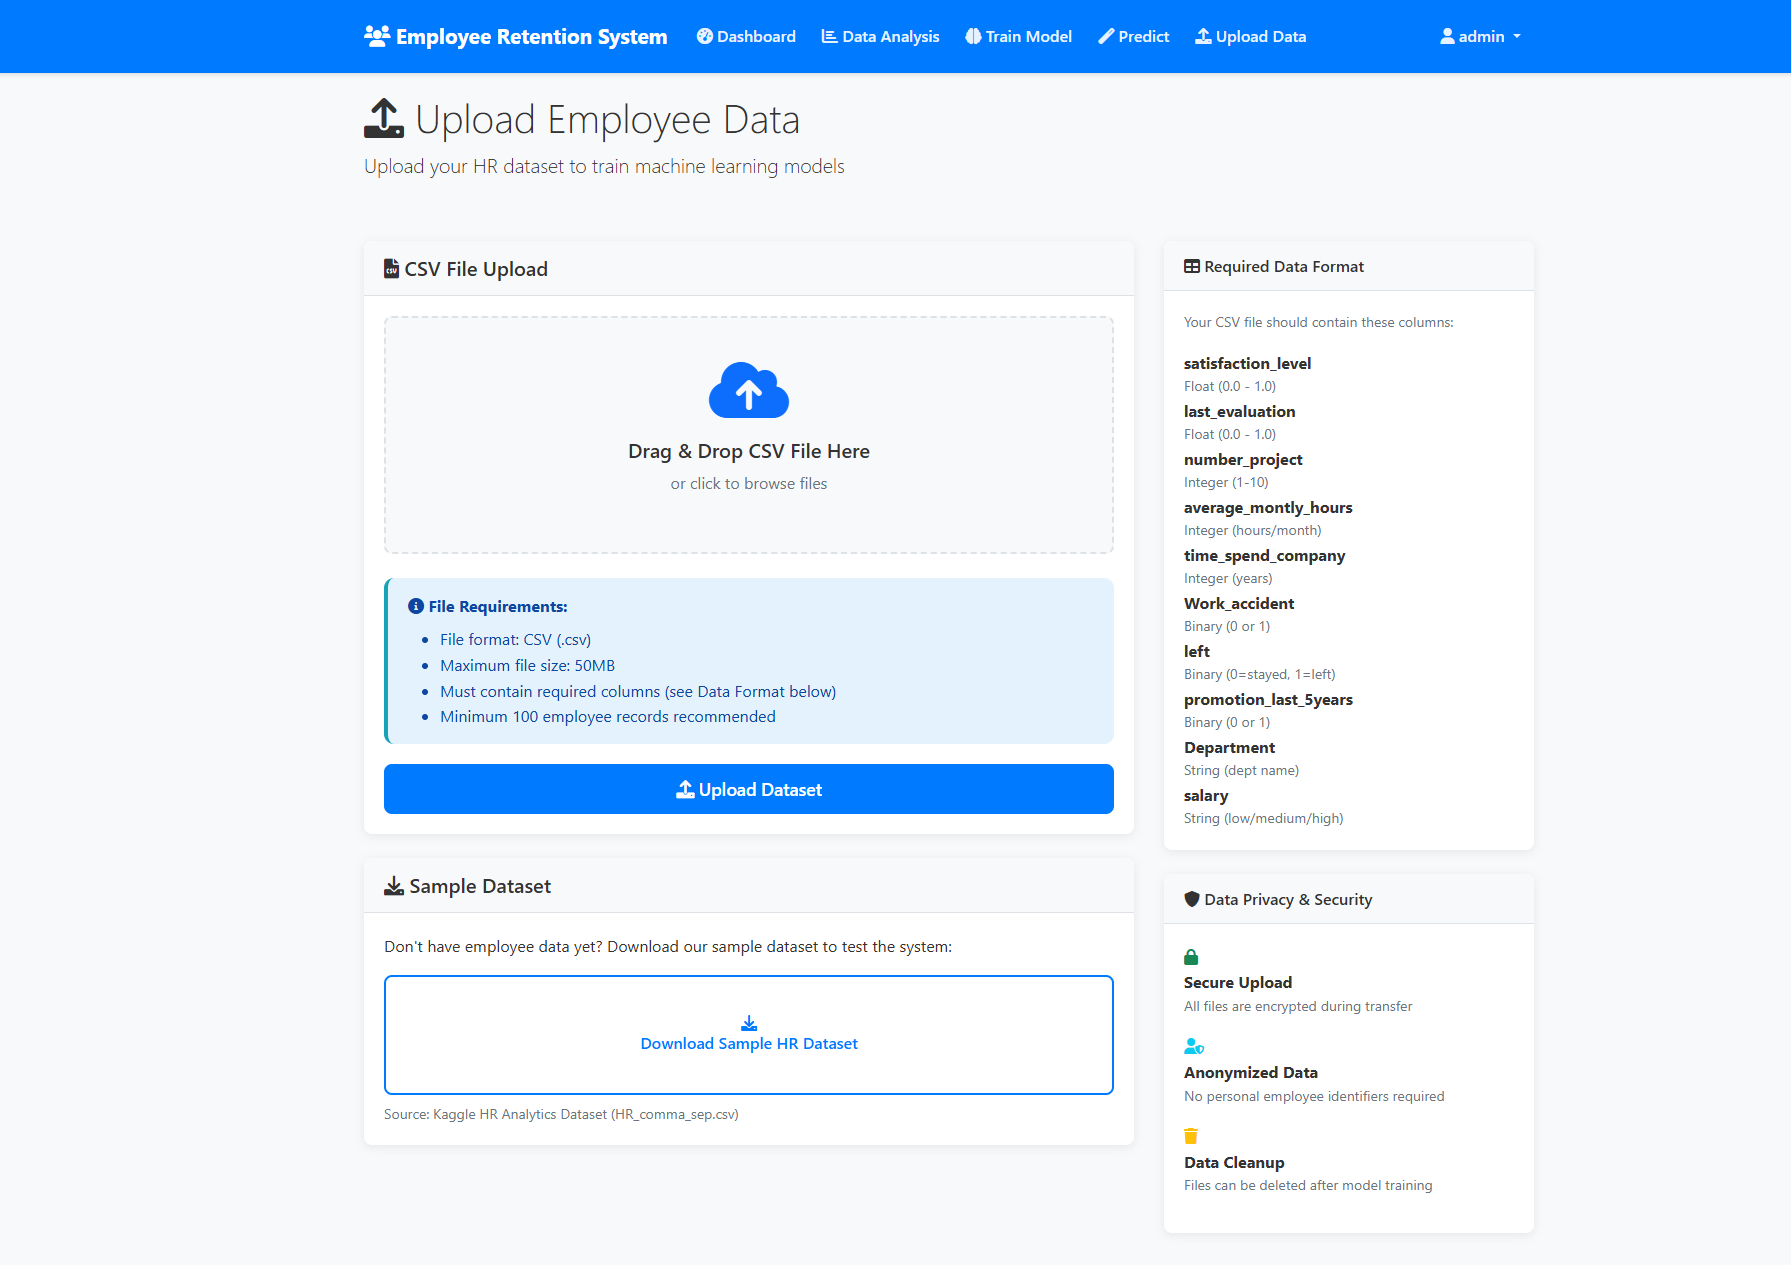 Employee Retention System
Dashboard
Data Analysis
Train Model
Predict
Upload Data
admin
Upload Employee Data
Upload your HR dataset to train machine learning models
CSV File Upload
CSV
Drag & Drop CSV File Here
or click to browse files
File Requirements:
File format: CSV (.csv)
Maximum file size: 50MB
Must contain required columns (see Data Format below)
Minimum 100 employee records recommended
Upload Dataset
Sample Dataset
Don't have employee data yet? Download our sample dataset to test the system:
Download Sample HR Dataset
Source: Kaggle HR Analytics Dataset (HR_comma_sep.csv)
Required Data Format
Your CSV file should contain these columns:
satisfaction_level
Float (0.0 - 1.0)
last_evaluation
Float (0.0 - 1.0)
number_project
Integer (1-10)
average_montly_hours
Integer (hours/month)
time_spend_company
Integer (years)
Work_accident
Binary (0 or 1)
left
Binary (0=stayed, 1=left)
promotion_last_5years
Binary (0 or 1)
Department
String (dept name)
salary
String (low/medium/high)
Data Privacy & Security
Secure Upload
All files are encrypted during transfer
Anonymized Data
No personal employee identifiers required
Data Cleanup
Files can be deleted after model training